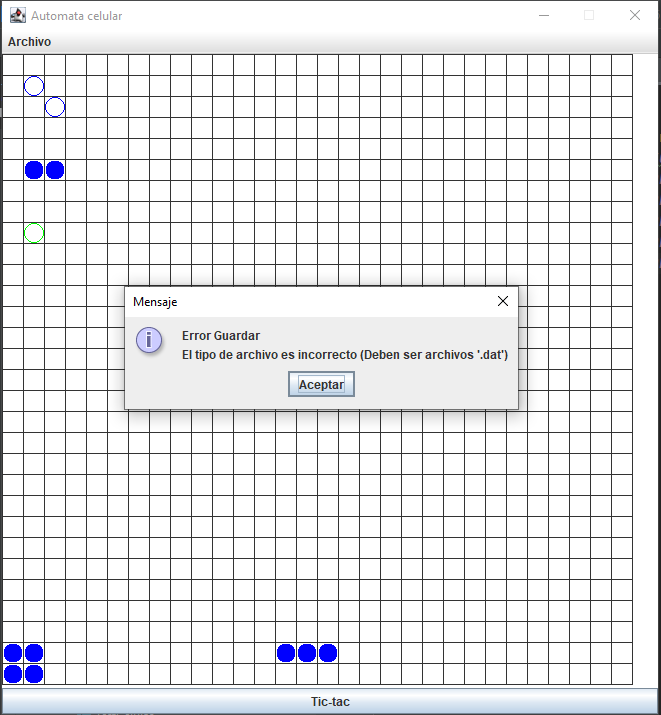 Automata celular
Archivo
Mensaje
Error Guardar
El tipo de archivo es incorrecto (Deben ser archivos '.dat')
Aceptar
Tic-tac